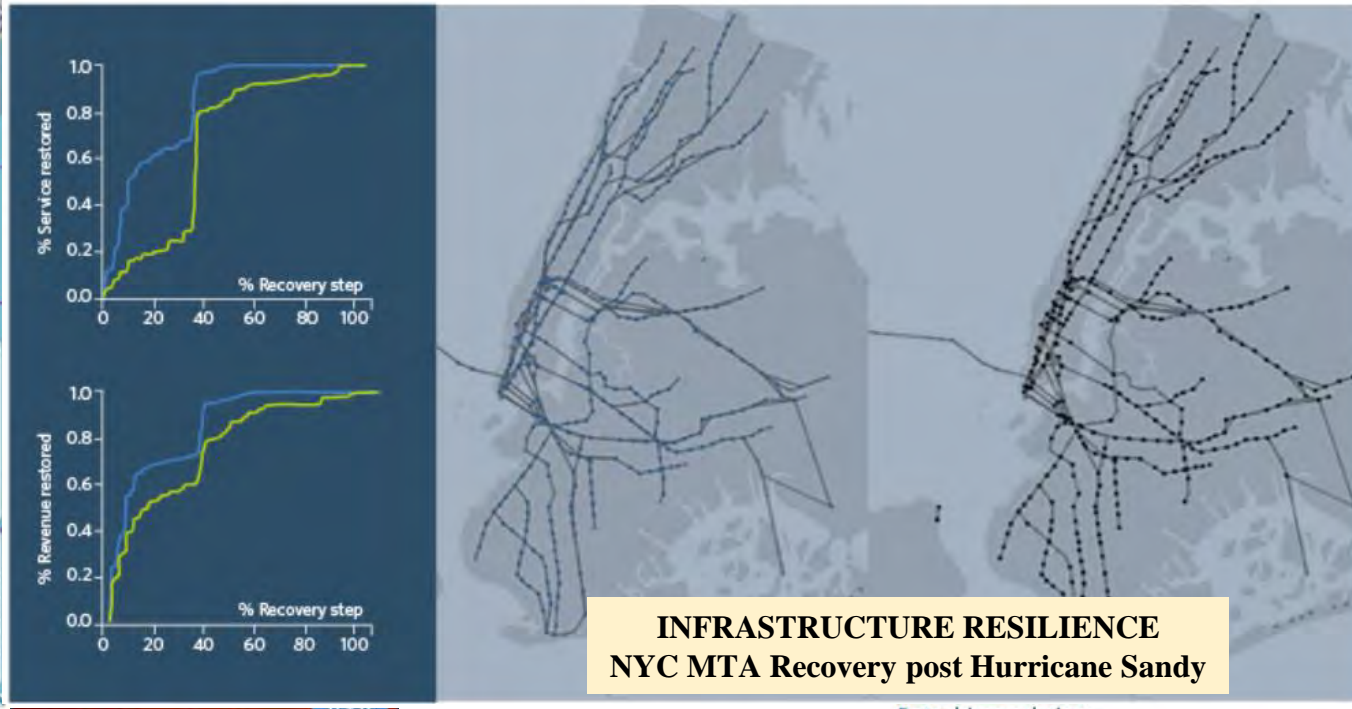 1.0
0.8
0.6
0.4
0.2
0.0
% Service restored
% Recovery step
0 20 40 60 80 100
1.0
0.8
0.6
0.4
0.2
0.0
% Revenue restored
% Recovery step
0 20 40 60 80 100
INFRASTRUCTURE RESILIENCE
NYC MTA Recovery post Hurricane Sandy